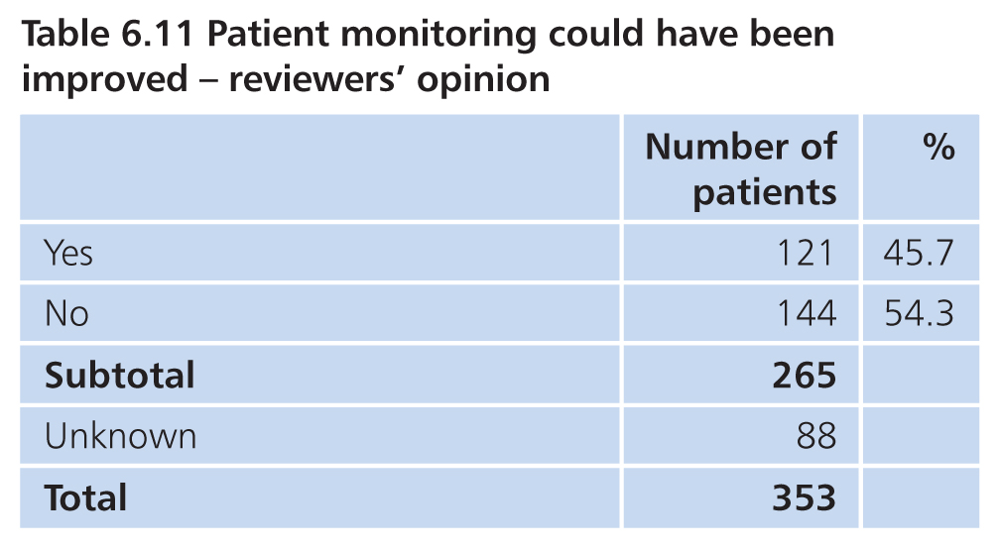 Table 6.11 Patient monitoring could have been
improved – reviewers’ opinion
Number of
patients
%
Yes 121 45.7
No 144 54.3
Subtotal 265
Unknown 88
Total 353